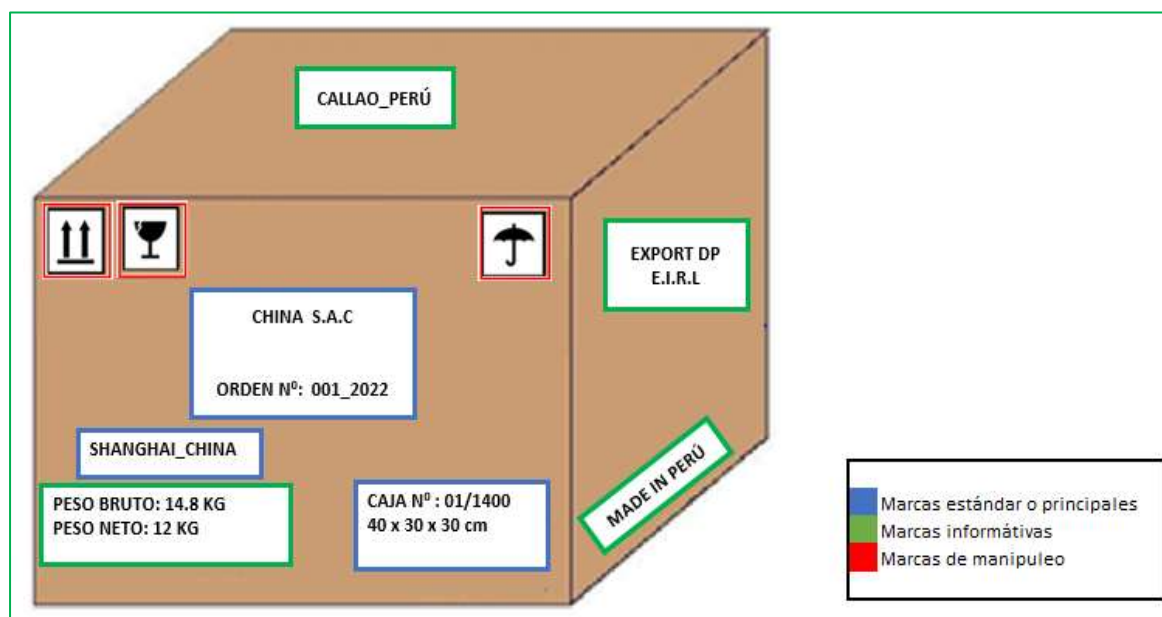 CALLAO_PERÚ
EXPORT DP
E.I.R.L
CHINA S.A.C
ORDEN Nº: 001_2022
SHANGHAI_CHINA
PESO BRUTO: 14.8 KG
PESO NETO: 12 KG
CAJA Nº : 01/1400
40 x 30 x 30 cm
MADE IN PERÚ
Marcas estándar o principales
Marcas informátivas
Marcas de manipuleo